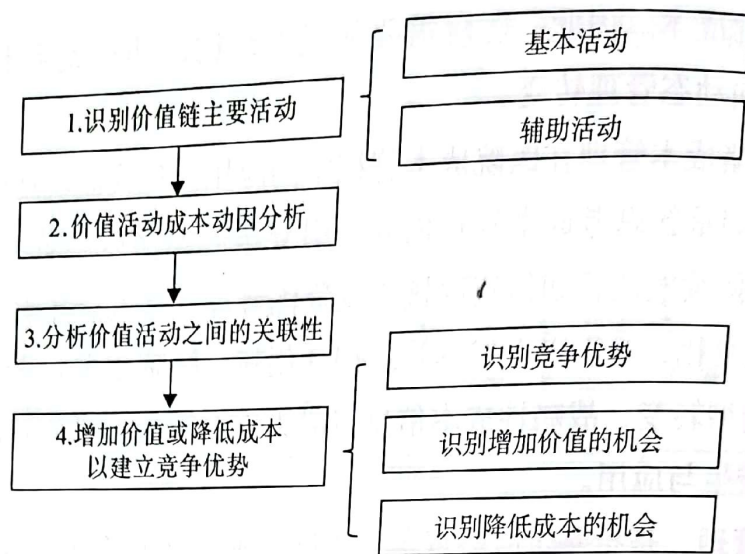 基本活动
1.识别价值链主要活动
辅助活动
2.价值活动成本动因分析
3.分析价值活动之间的关联性
识别竞争优势
4.增加价值或降低成本
以建立竞争优势
识别增加价值的机会
识别降低成本的机会